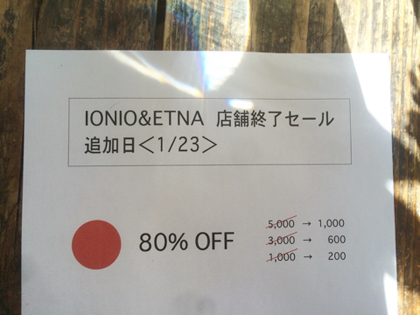 IONIO&ETNA 店舗終了セール
追加日<1/23>
80% OFF
5,000 → 1,000
3,000 → 600
1,000 → 200